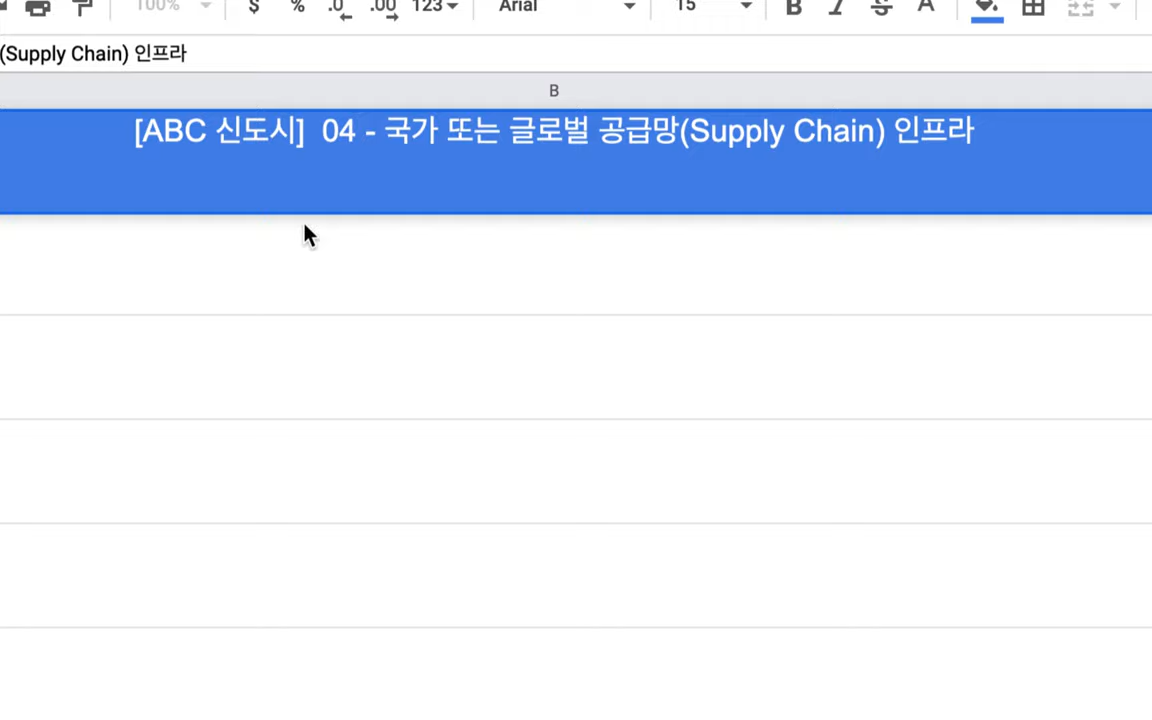 100% $ % .0 .00 123 Arial 15 B I S A
(Supply Chain) 인프라
B
[ABC 신도시] 04 - 국가 또는 글로벌 공급망(Supply Chain) 인프라